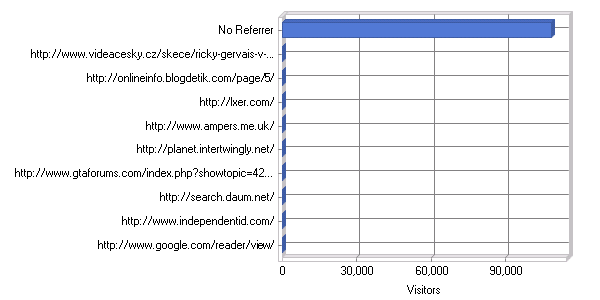 No Referrer
http://www.videacesky.cz/skece/ricky-gervais-v-...
http://onlineinfo.blogdetik.com/page/5/
http://lxer.com/
http://www.ampers.me.uk/
http://planet.intertwingly.net/
http://www.gtaforums.com/index.php?showtopic=42...
http://search.daum.net/
http://www.independentid.com/
http://www.google.com/reader/view/
0 30,000 60,000 90,000
Visitors